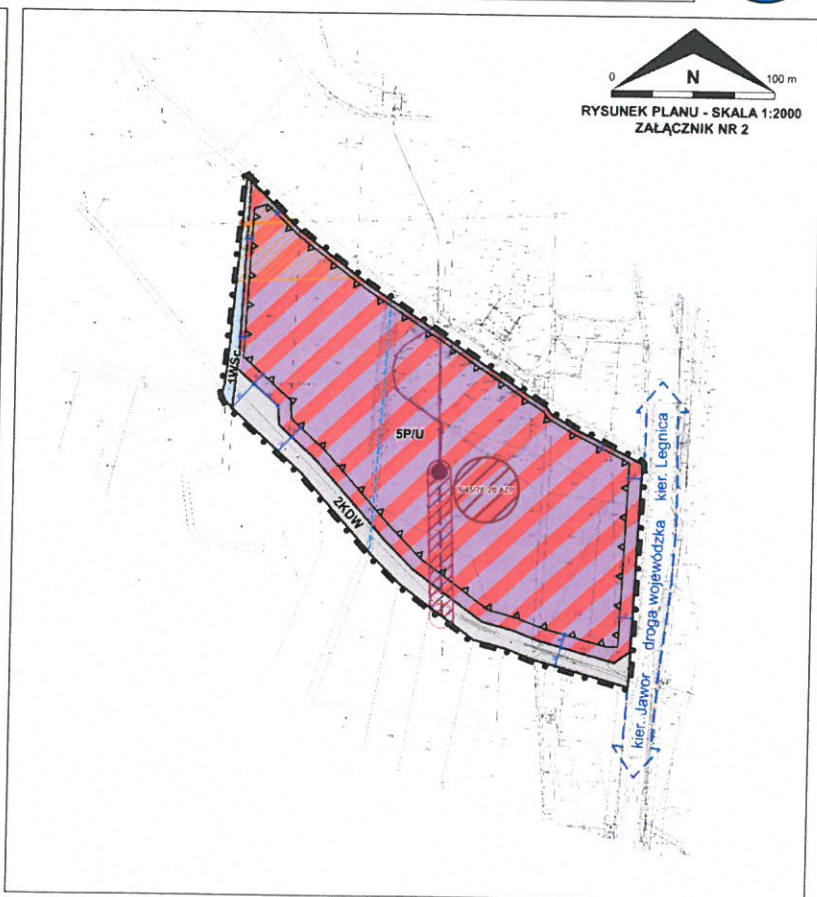 0 N 100 m
RYSUNEK PLANU - SKALA 1:2000
ZAŁĄCZNIK NR 2
1WSc
5P/U
2KDW
kier. Jawor droga wojewódzka kier. Legnica